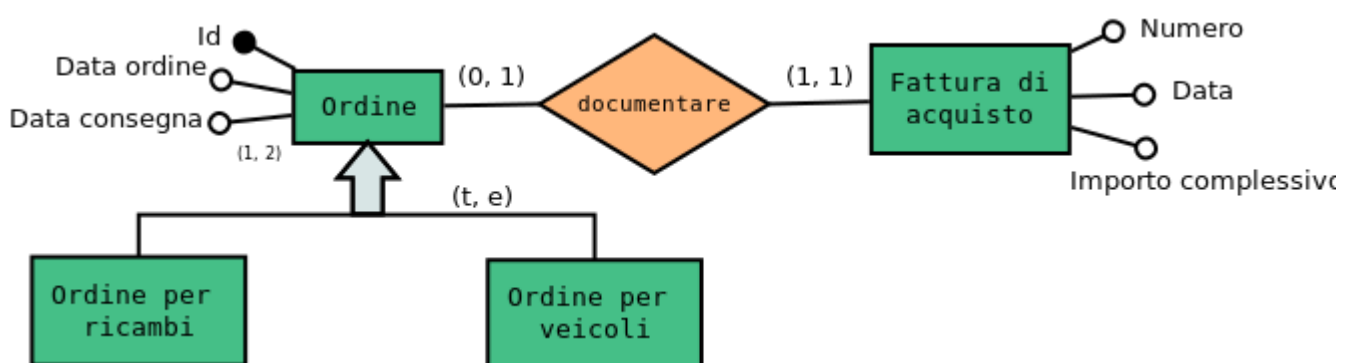 Id
Data ordine
Data consegna
(1, 2)
Ordine
(0, 1)
documentare
(1, 1)
Fattura di
acquisto
Numero
Data
Importo complessivo
(t, e)
Ordine per
ricambi
Ordine per
veicoli